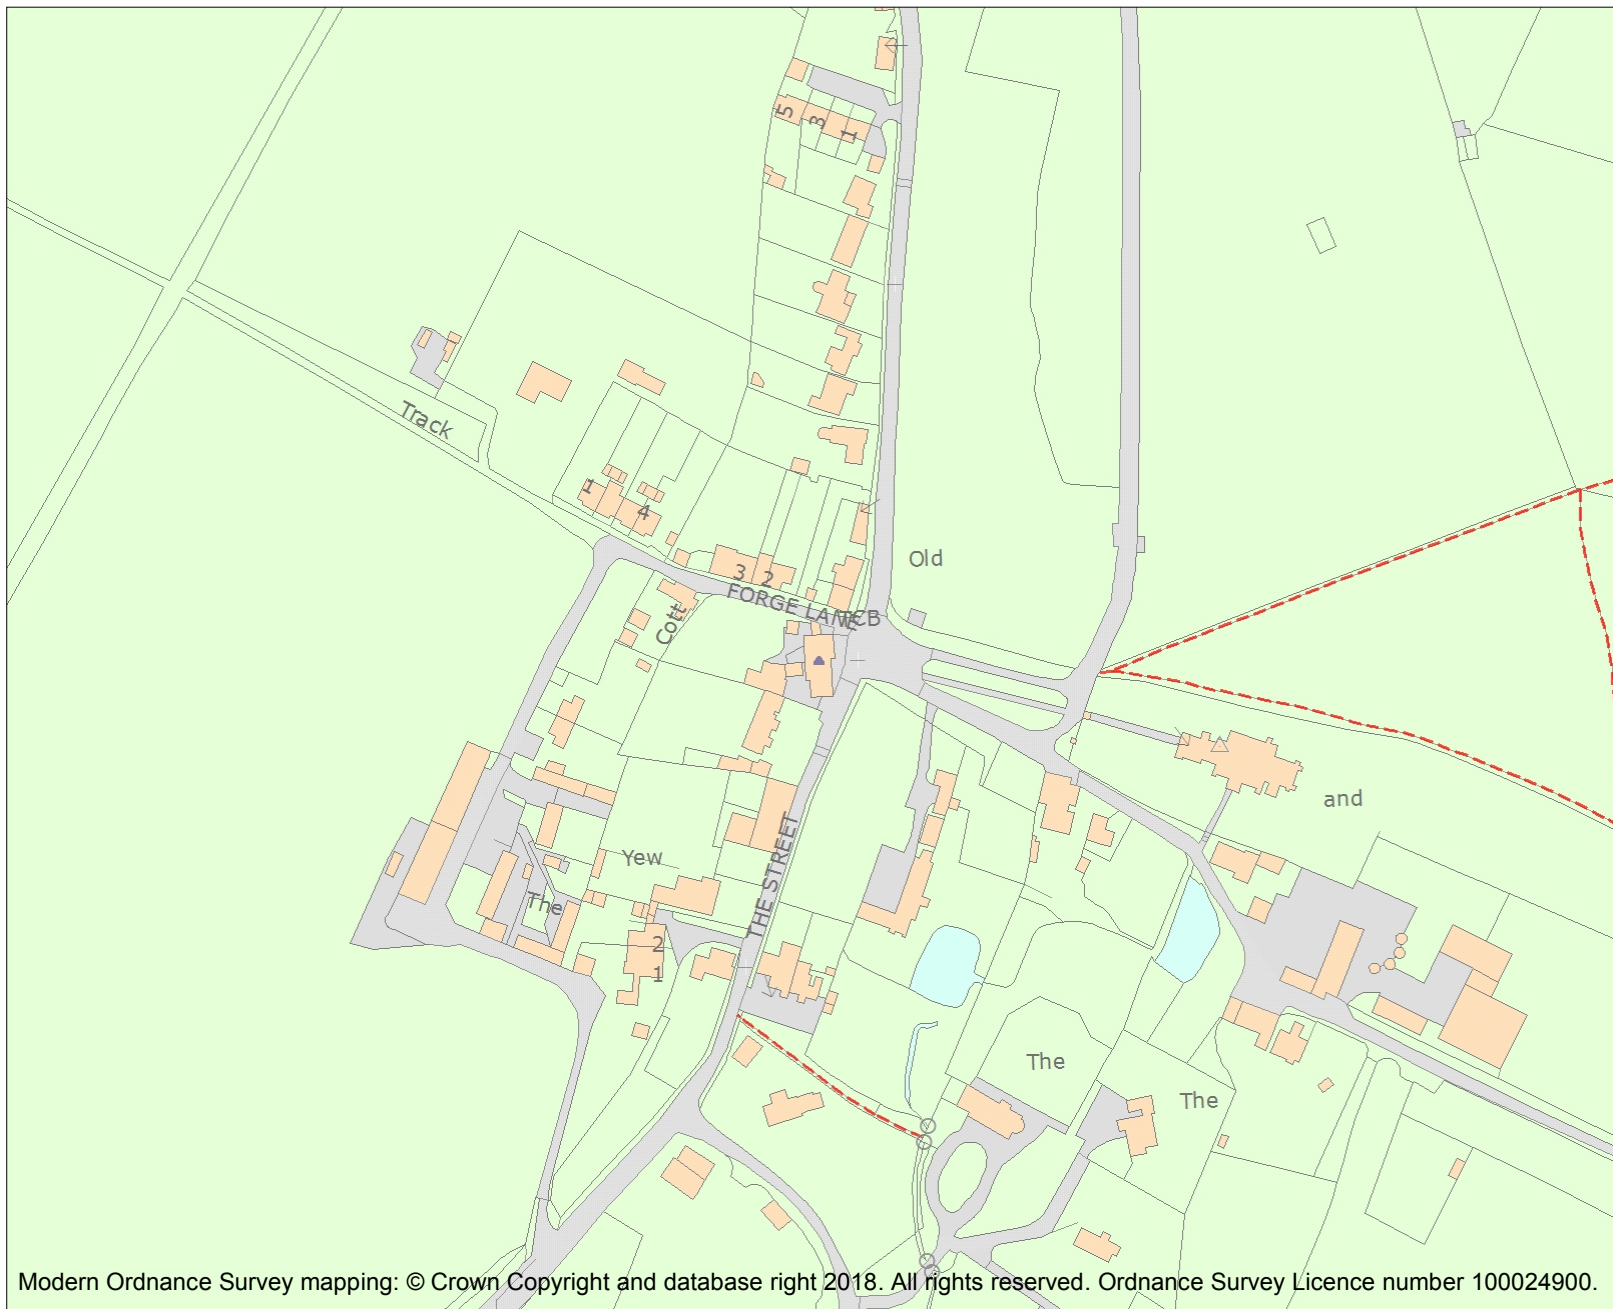 5
3
1
Track
1
4
Old
3
2
FORGE LANE
TCB
Cott
and
Yew
THE STREET
The
2
1
The
The
Modern Ordnance Survey mapping: © Crown Copyright and database right 2018. All rights reserved. Ordnance Survey Licence number 100024900.